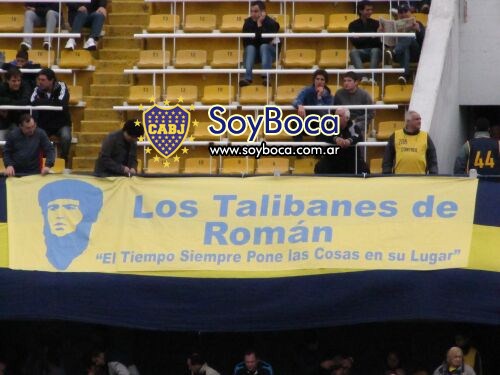 CABJ
SoyBoca
www.soyboca.com.ar
44
Los Talibanes de
Román
"El Tiempo Siempre Pone las Cosas en su Lugar"